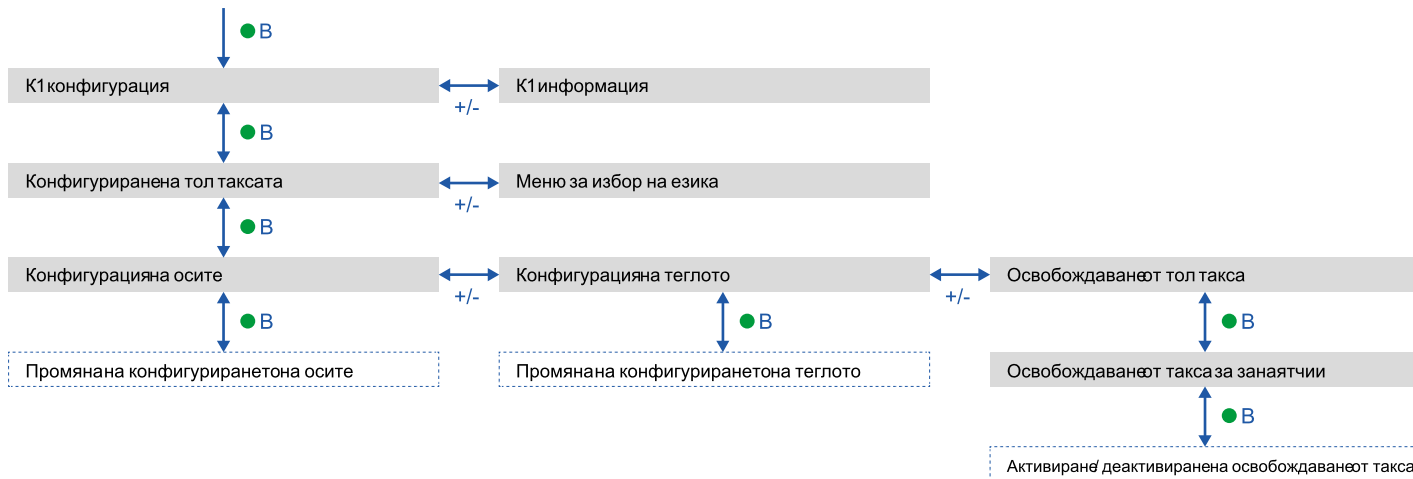 B
К1 конфигурация
К1 информация
+/-
B
Конфигуриране на тол таксата
Меню за избор на езика
+/-
B
Конфигурация на осите
Конфигурация на теглото
Освобождаване от тол такса
+/-
+/-
B
B
B
Промяна на конфигурирането на осите
Промяна на конфигурирането на теглото
Освобождаване от такса за занаятчии
B
Активиране/ деактивиране на освобождаване от такса